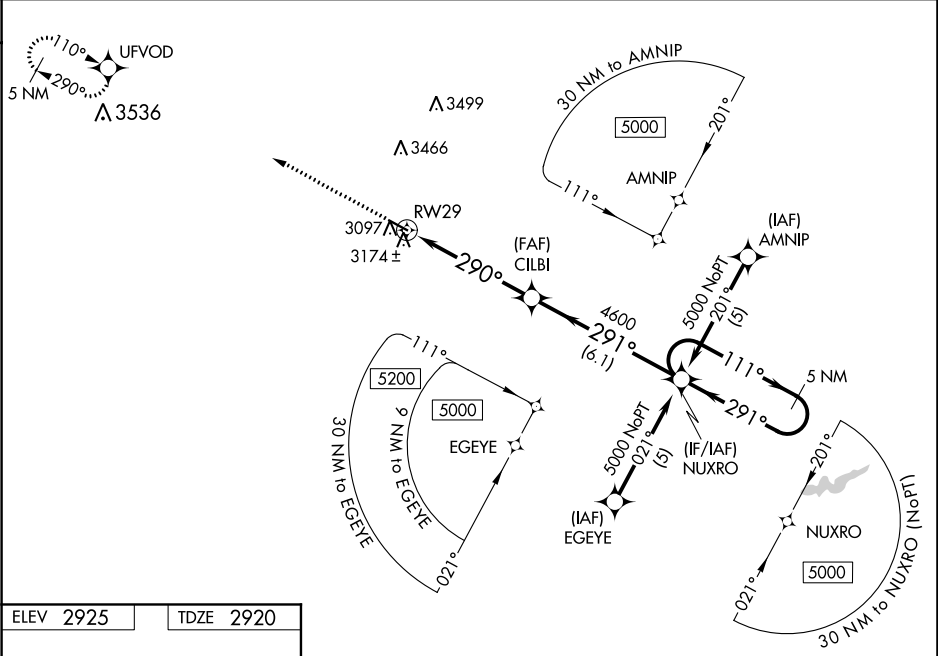 110°
UFVOD
290°
5 NM
3536
3499
3466
30 NM to AMNIP
5000
201°
AMNIP
111°
RW29
3097
3174 ±
290°
(FAF)
CILBI
(IAF)
AMNIP
5000 NoPT
201°
(5)
4600
291°
(6.1)
111°
5 NM
291°
(IF/IAF)
NUXRO
5000 NoPT
021°
(5)
(IAF)
EGEYE
111°
5200
5000
EGEYE
30 NM to EGEYE
9 NM to EGEYE
021°
201°
NUXRO
5000
021°
30 NM to NUXRO (NoPT)
ELEV 2925
TDZE 2920